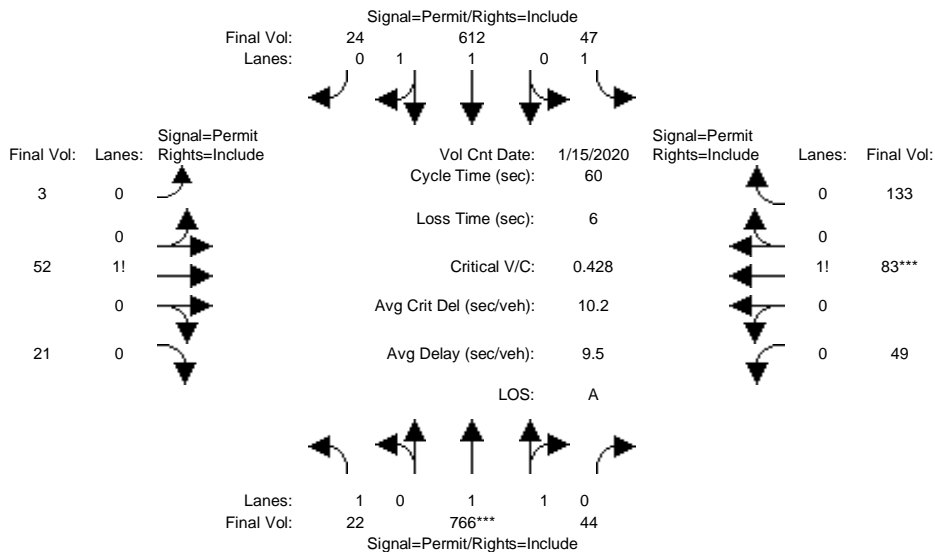 Signal=Permit/Rights=Include
Final Vol: 24 612 47
Lanes: 0 1 1 0 1
Signal=Permit
Final Vol: Lanes: Rights=Include
Vol Cnt Date: 1/15/2020
Signal=Permit
Rights=Include Lanes: Final Vol:
Cycle Time (sec): 60
3 0
0 133
Loss Time (sec): 6
0
0
52 1!
Critical V/C: 0.428
1! 83***
0
Avg Crit Del (sec/veh): 10.2
0
21 0
Avg Delay (sec/veh): 9.5
0 49
LOS: A
Lanes: 1 0 1 1 0
Final Vol: 22 766*** 44
Signal=Permit/Rights=Include